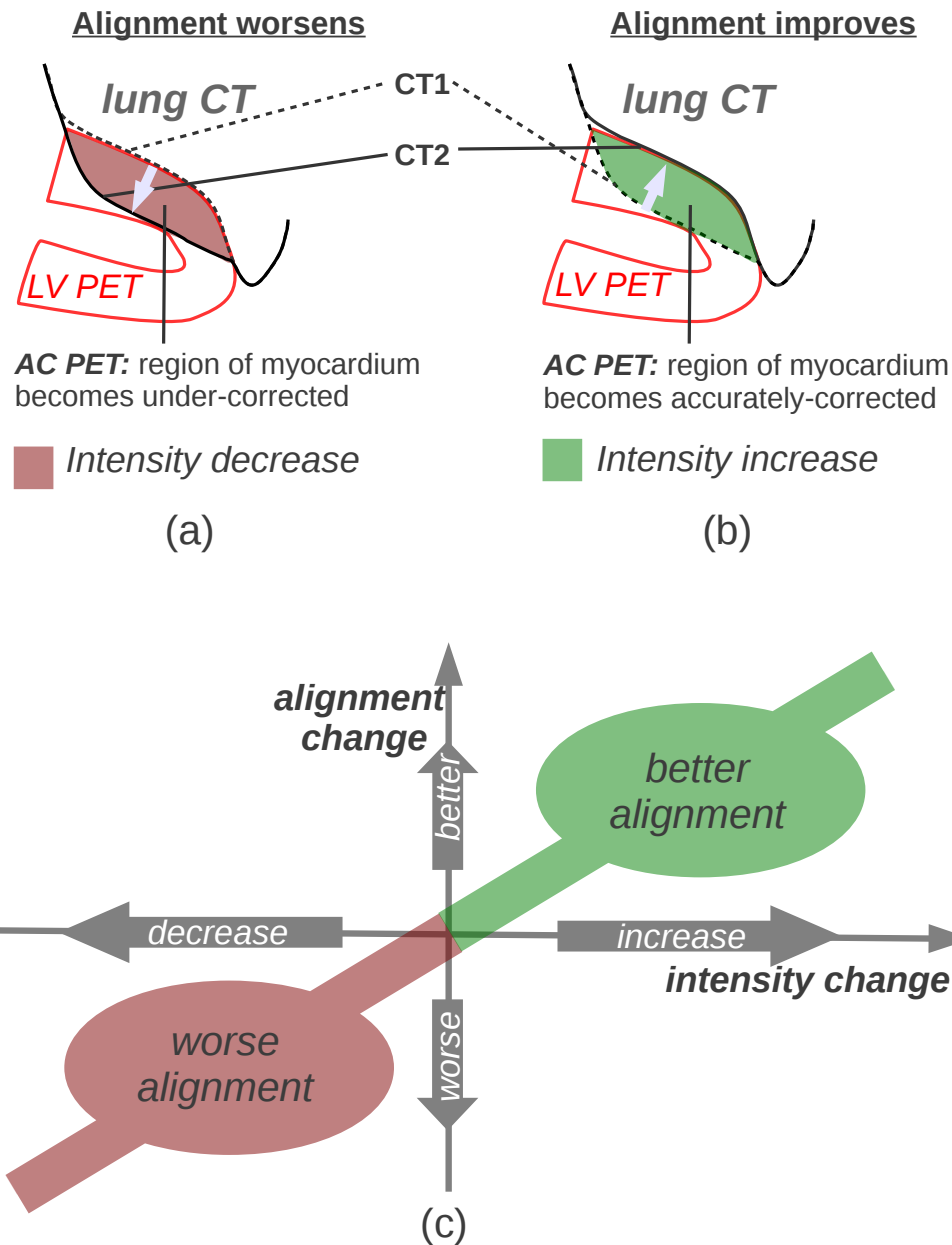 Alignment worsens
Alignment improves
lung CT
CT1
lung CT
CT2
LV PET
LV PET
AC PET: region of myocardium
becomes under-corrected
AC PET: region of myocardium
becomes accurately-corrected
Intensity decrease
Intensity increase
(a)
(b)
alignment
change
better
better
alignment
decrease
increase
intensity change
worse
alignment
worse
(c)